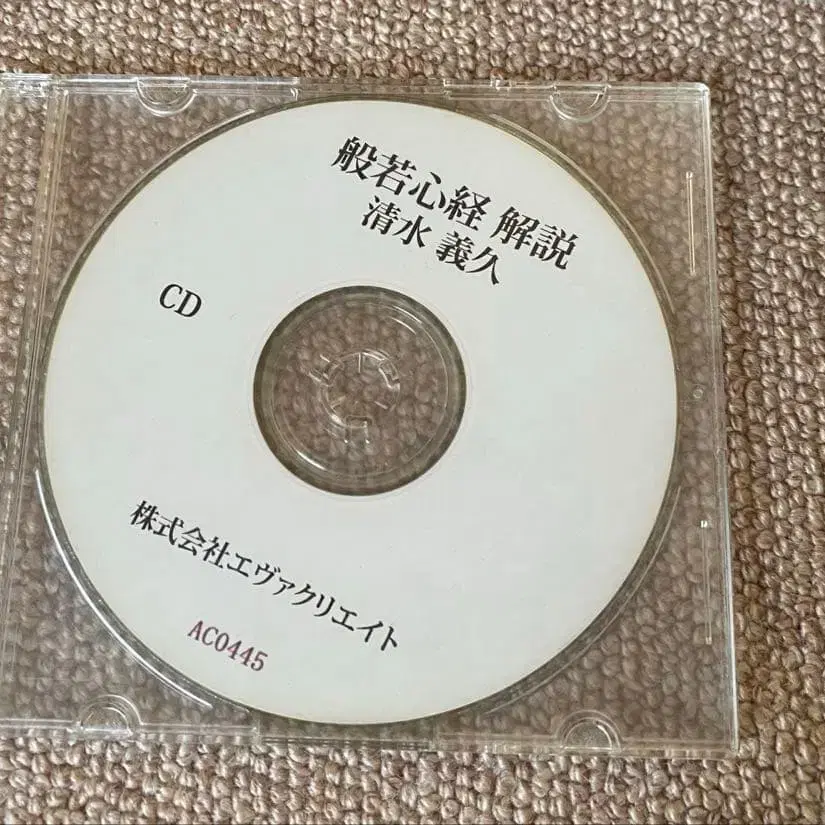 般若心経 解説
清水 義久
CD
株式会社エヴァクリエイト
AC0445